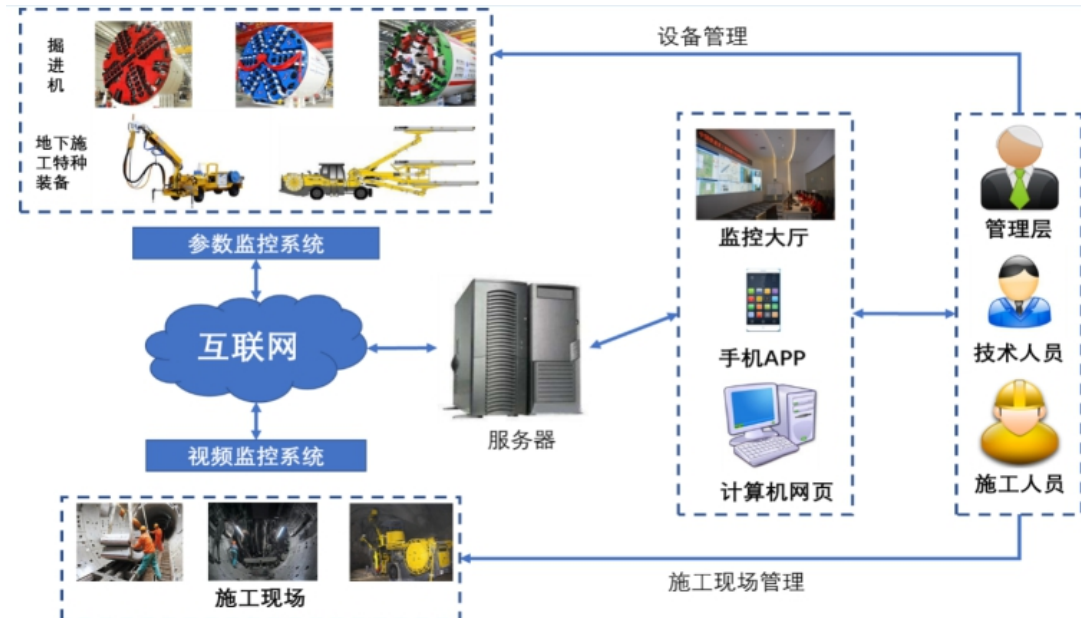 掘进机
设备管理
地下施
工特种
装备
参数监控系统
监控大厅
管理层
互联网
手机APP
技术人员
服务器
视频监控系统
计算机网页
施工人员
施工现场
施工现场管理